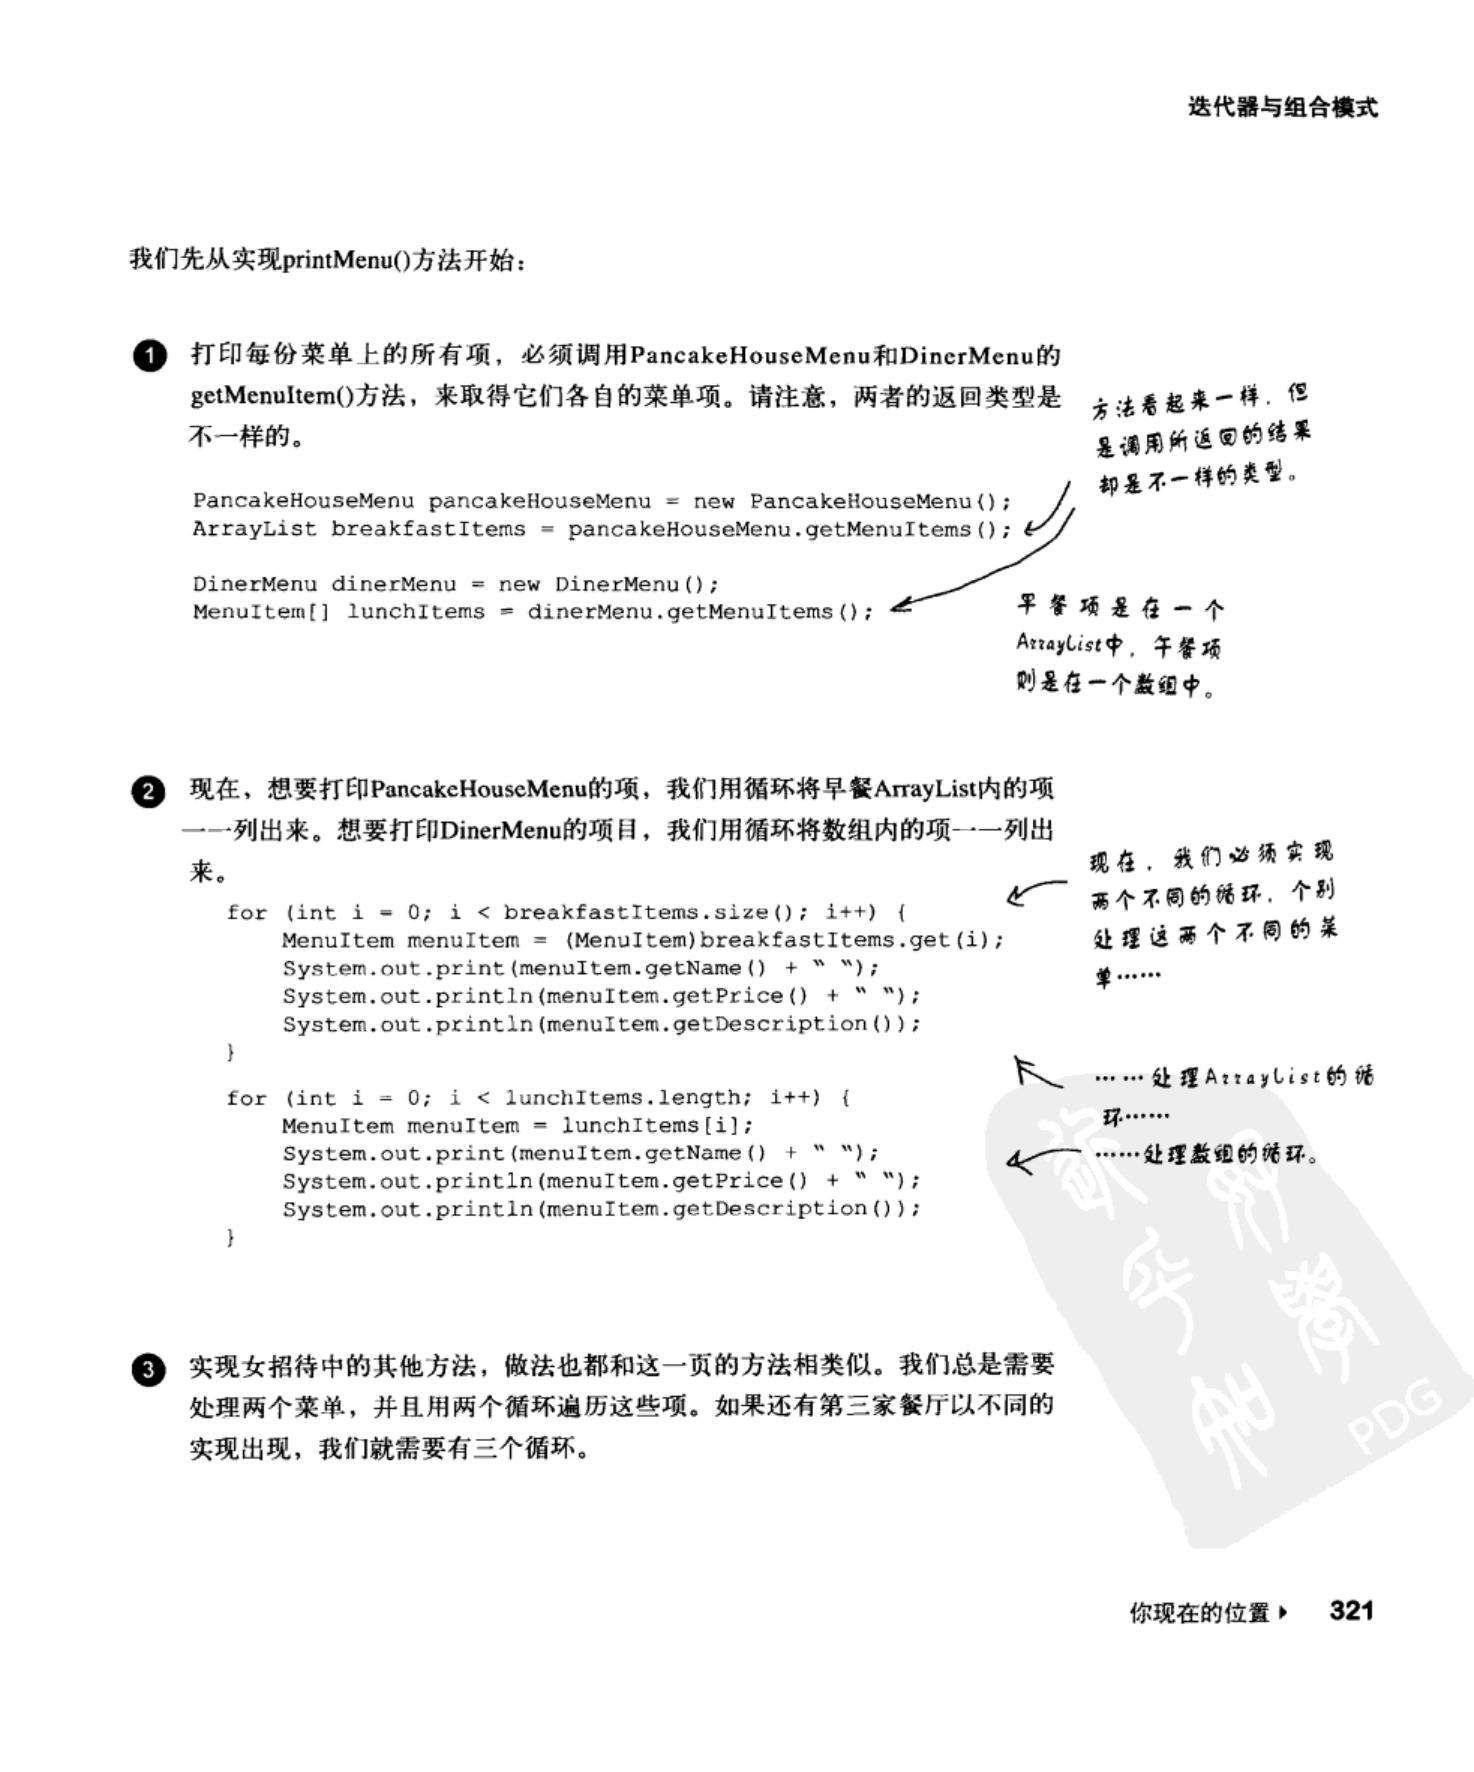 迭代器与组合模式
我们先从实现printMenu()方法开始：
1 打印每份菜单上的所有项，必须调用PancakeHouseMenu和DinerMenu的
getMenuItem()方法，来取得它们各自的菜单项。请注意，两者的返回类型是
不一样的。
方法看起来一样，但
是调用所返回的结果
却是不一样的类型。
PancakeHouseMenu pancakeHouseMenu = new PancakeHouseMenu();
ArrayList breakfastItems = pancakeHouseMenu.getMenuItems();
DinerMenu dinerMenu = new DinerMenu();
MenuItem[] lunchItems = dinerMenu.getMenuItems();
早餐项是在一个
ArrayList中，午餐项
则是在一个数组中。
2 现在，想要打印PancakeHouseMenu的项，我们用循环将早餐ArrayList内的项
一一列出来。想要打印DinerMenu的项目，我们用循环将数组内的项一一列出
来。
现在，我们必须实现
两个不同的循环，个别
处理这两个不同的菜
单……
for (int i = 0; i < breakfastItems.size(); i++) {
MenuItem menuItem = (MenuItem)breakfastItems.get(i);
System.out.print(menuItem.getName() + " ");
System.out.println(menuItem.getPrice() + " ");
System.out.println(menuItem.getDescription());
}
……处理ArrayList的循
环……
for (int i = 0; i < lunchItems.length; i++) {
MenuItem menuItem = lunchItems[i];
System.out.print(menuItem.getName() + " ");
System.out.println(menuItem.getPrice() + " ");
System.out.println(menuItem.getDescription());
}
……处理数组的循环。
3 实现女招待中的其他方法，做法也都和这一页的方法相类似。我们总是需要
处理两个菜单，并且用两个循环遍历这些项。如果还有第三家餐厅以不同的
实现出现，我们就需要有三个循环。
PDG
你现在的位置 ▸ 321